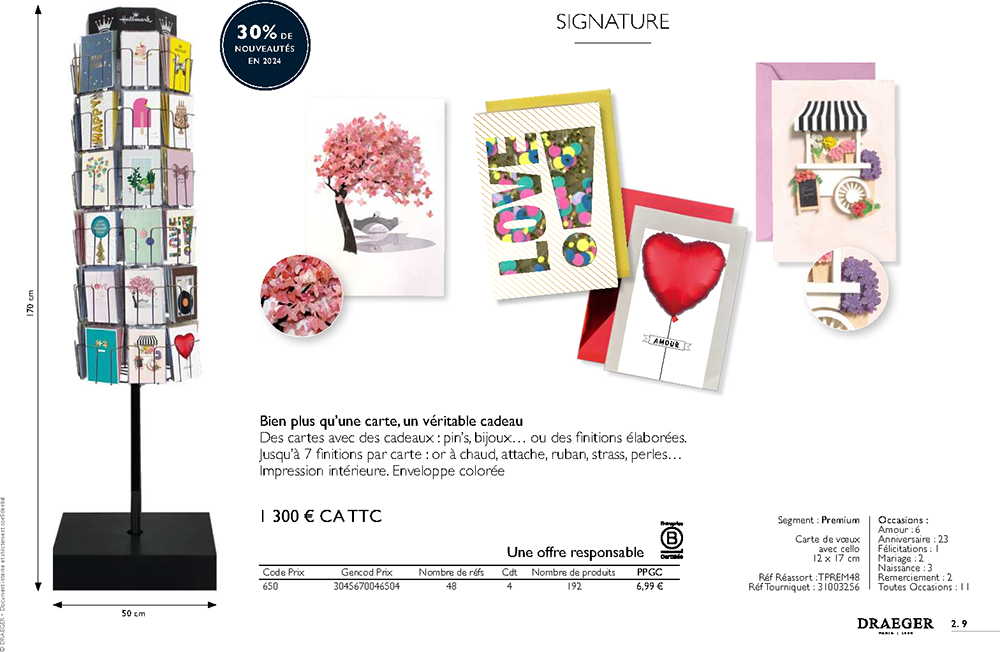 Hallmark
30% DE
NOUVEAUTÉS
EN 2024
SIGNATURE
HAPPY
LOVE
LOVE!
AMOUR
170 cm
50 cm
Bien plus qu'une carte, un véritable cadeau
Des cartes avec des cadeaux : pin's, bijoux… ou des finitions élaborées.
Jusqu'à 7 finitions par carte : or à chaud, attache, ruban, strass, perles…
Impression intérieure. Enveloppe colorée
1 300 € CA TTC
Une offre responsable
Entreprise
B
Certifiée
Code Prix Gencod Prix Nombre de réfs Cdt Nombre de produits PPGC
650 3045670046504 48 4 192 6,99 €
Segment : Premium
Carte de vœux
avec cello
12 x 17 cm
Réf Réassort : TPREM48
Réf Tourniquet : 31003256
Occasions :
Amour : 6
Anniversaire : 23
Félicitations : 1
Mariage : 2
Naissance : 3
Remerciement : 2
Toutes Occasions : 11
© DRAEGER • Document interne et strictement confidentiel
DRAEGER
PARIS | 1886
2. 9